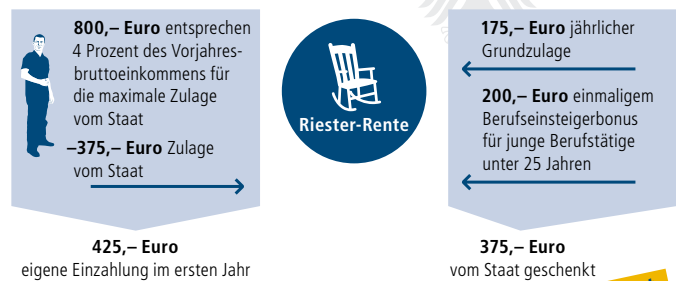 800,– Euro entsprechen
4 Prozent des Vorjahres-
bruttoeinkommens für
die maximale Zulage
vom Staat
–375,– Euro Zulage
vom Staat
425,– Euro
eigene Einzahlung im ersten Jahr
Riester-Rente
175,– Euro jährlicher
Grundzulage
200,– Euro einmaligem
Berufseinsteigerbonus
für junge Berufstätige
unter 25 Jahren
375,– Euro
vom Staat geschenkt